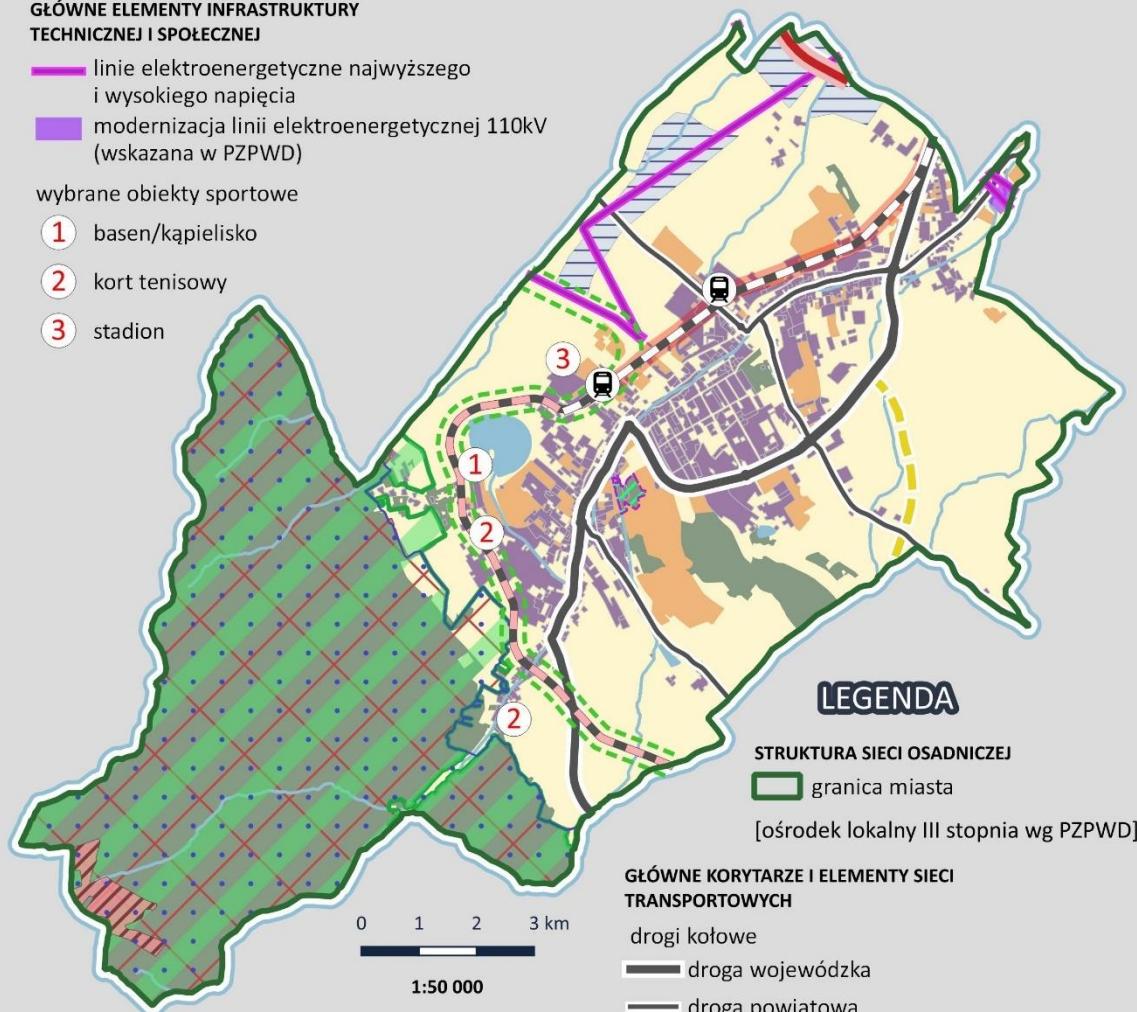 GŁÓWNE ELEMENTY INFRASTRUKTURY
TECHNICZNEJ I SPOŁECZNEJ
linie elektroenergetyczne najwyższego
i wysokiego napięcia
modernizacja linii elektroenergetycznej 110kV
(wskazana w PZPWD)
wybrane obiekty sportowe
1 basen/kąpielisko
2 kort tenisowy
3 stadion
3
1
2
2
0 1 2 3 km
1:50 000
LEGENDA
STRUKTURA SIECI OSADNICZEJ
granica miasta
[ośrodek lokalny III stopnia wg PZPWD]
GŁÓWNE KORYTARZE I ELEMENTY SIECI
TRANSPORTOWYCH
drogi kołowe
droga wojewódzka
droga powiatowa